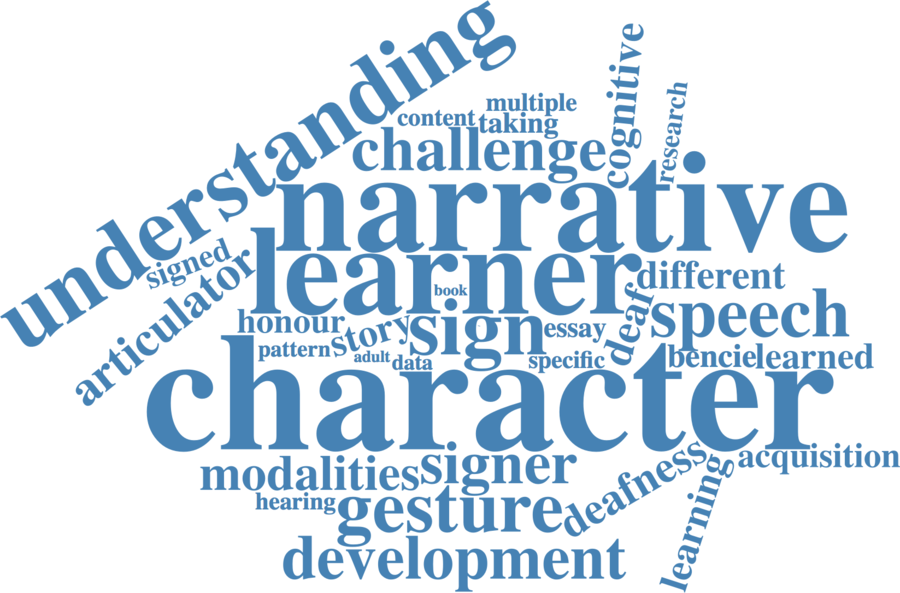 understanding
cognitive
multiple
research
content
taking
challenge
narrative
signed
learner
articulator
different
book
deaf
speech
honour
story
sign
essay
pattern
adult
data
specific
bencie
learned
character
modalities
signer
deafness
acquisition
hearing
gesture
learning
development